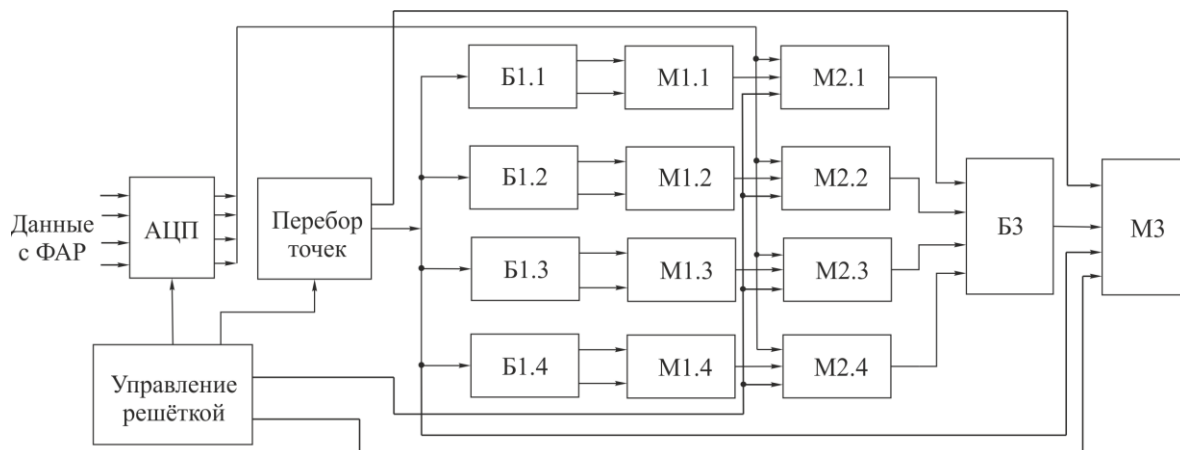 Данные
с ФАР
АЦП
Управление
решёткой
Перебор
точек
Б1.1
М1.1
М2.1
Б1.2
М1.2
М2.2
Б1.3
М1.3
М2.3
Б1.4
М1.4
М2.4
Б3
М3